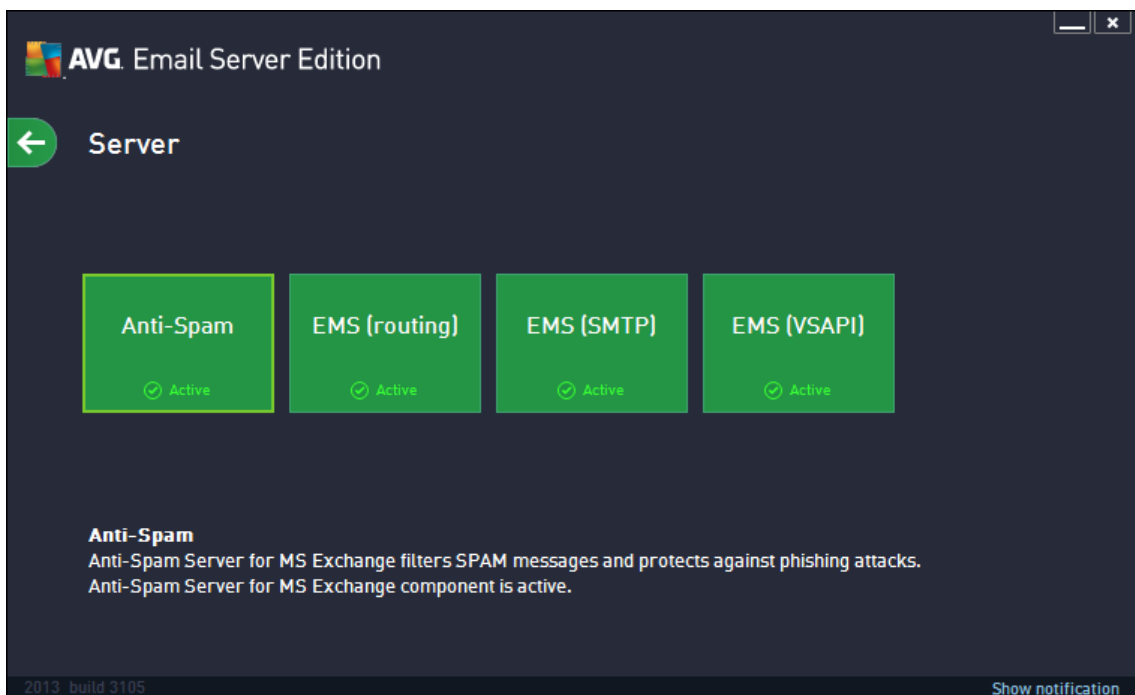 AVG. Email Server Edition
Server
Anti-Spam
Active
EMS (routing)
Active
EMS (SMTP)
Active
EMS (VSAPI)
Active
Anti-Spam
Anti-Spam Server for MS Exchange filters SPAM messages and protects against phishing attacks.
Anti-Spam Server for MS Exchange component is active.
2013 build 3105
Show notification